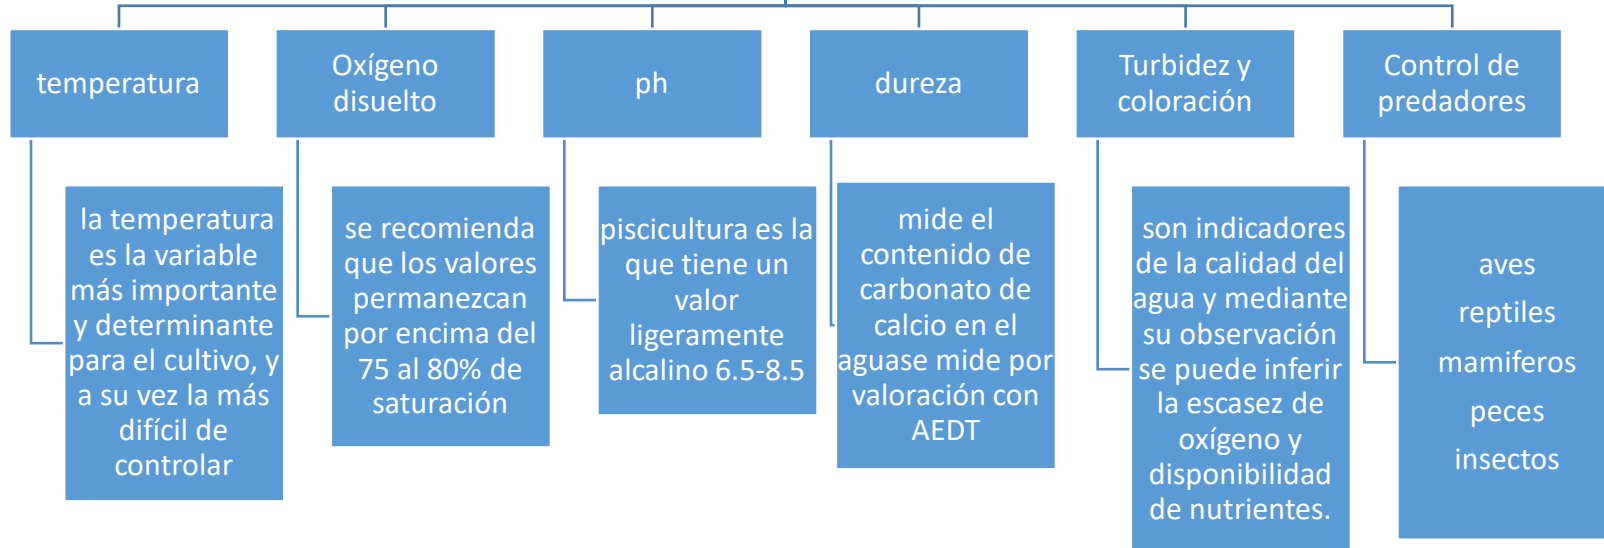 temperatura
Oxígeno
disuelto
ph
dureza
Turbidez y
coloración
Control de
predadores
la temperatura
es la variable
más importante
y determinante
para el cultivo, y
a su vez la más
difícil de
controlar
se recomienda
que los valores
permanezcan
por encima del
75 al 80% de
saturación
piscicultura es la
que tiene un
valor
ligeramente
alcalino 6.5-8.5
mide el
contenido de
carbonato de
calcio en el
aguase mide por
valoración con
AEDT
son indicadores
de la calidad del
agua y mediante
su observación
se puede inferir
la escasez de
oxígeno y
disponibilidad
de nutrientes.
aves
reptiles
mamiferos
peces
insectos